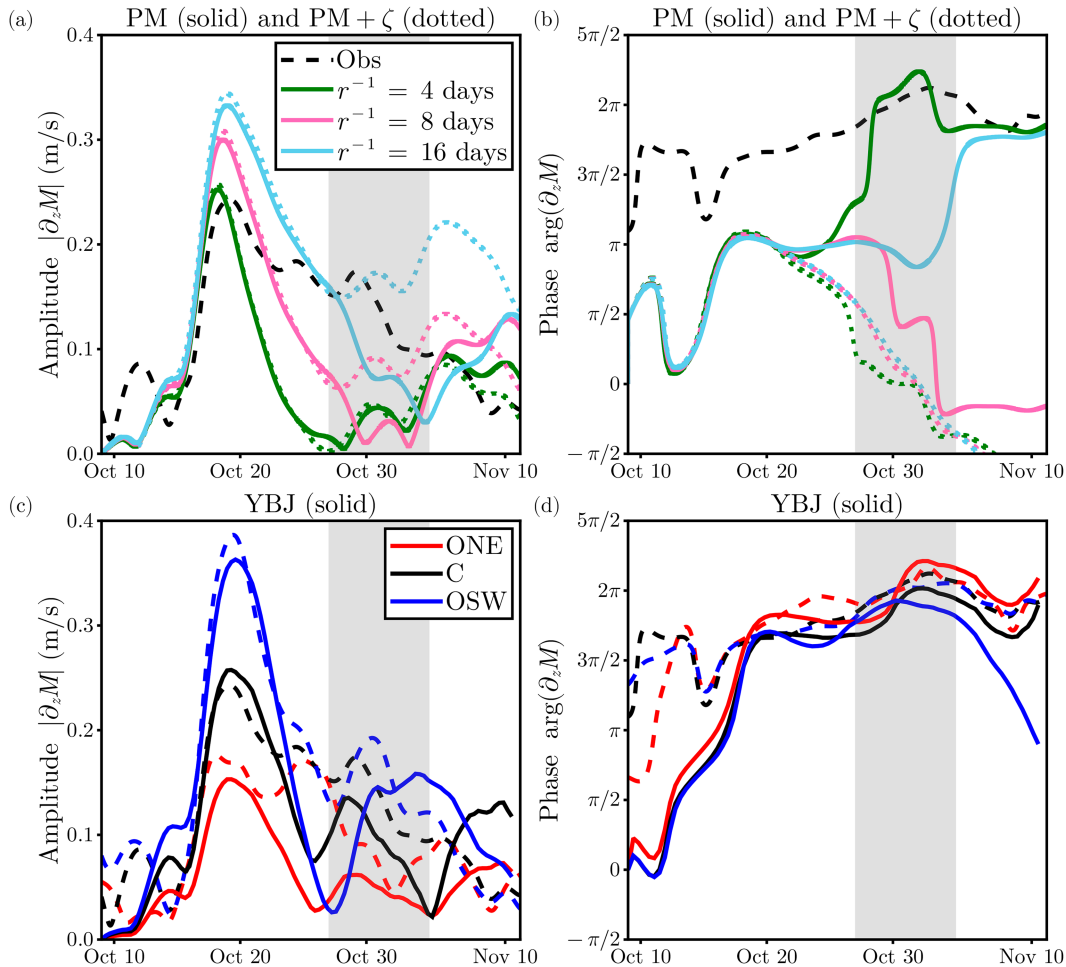 (a)
PM (solid) and PM + ζ (dotted)
Amplitude |∂zM| (m/s)
0.4
0.3
0.2
0.1
0.0
Oct 10
Oct 20
Oct 30
Nov 10
Obs
r⁻¹ = 4 days
r⁻¹ = 8 days
r⁻¹ = 16 days
(b)
PM (solid) and PM + ζ (dotted)
Phase arg(∂zM)
5π/2
2π
3π/2
π
π/2
0
−π/2
Oct 10
Oct 20
Oct 30
Nov 10
(c)
YBJ (solid)
Amplitude |∂zM| (m/s)
0.4
0.3
0.2
0.1
0.0
Oct 10
Oct 20
Oct 30
Nov 10
ONE
C
OSW
(d)
YBJ (solid)
Phase arg(∂zM)
5π/2
2π
3π/2
π
π/2
0
−π/2
Oct 10
Oct 20
Oct 30
Nov 10